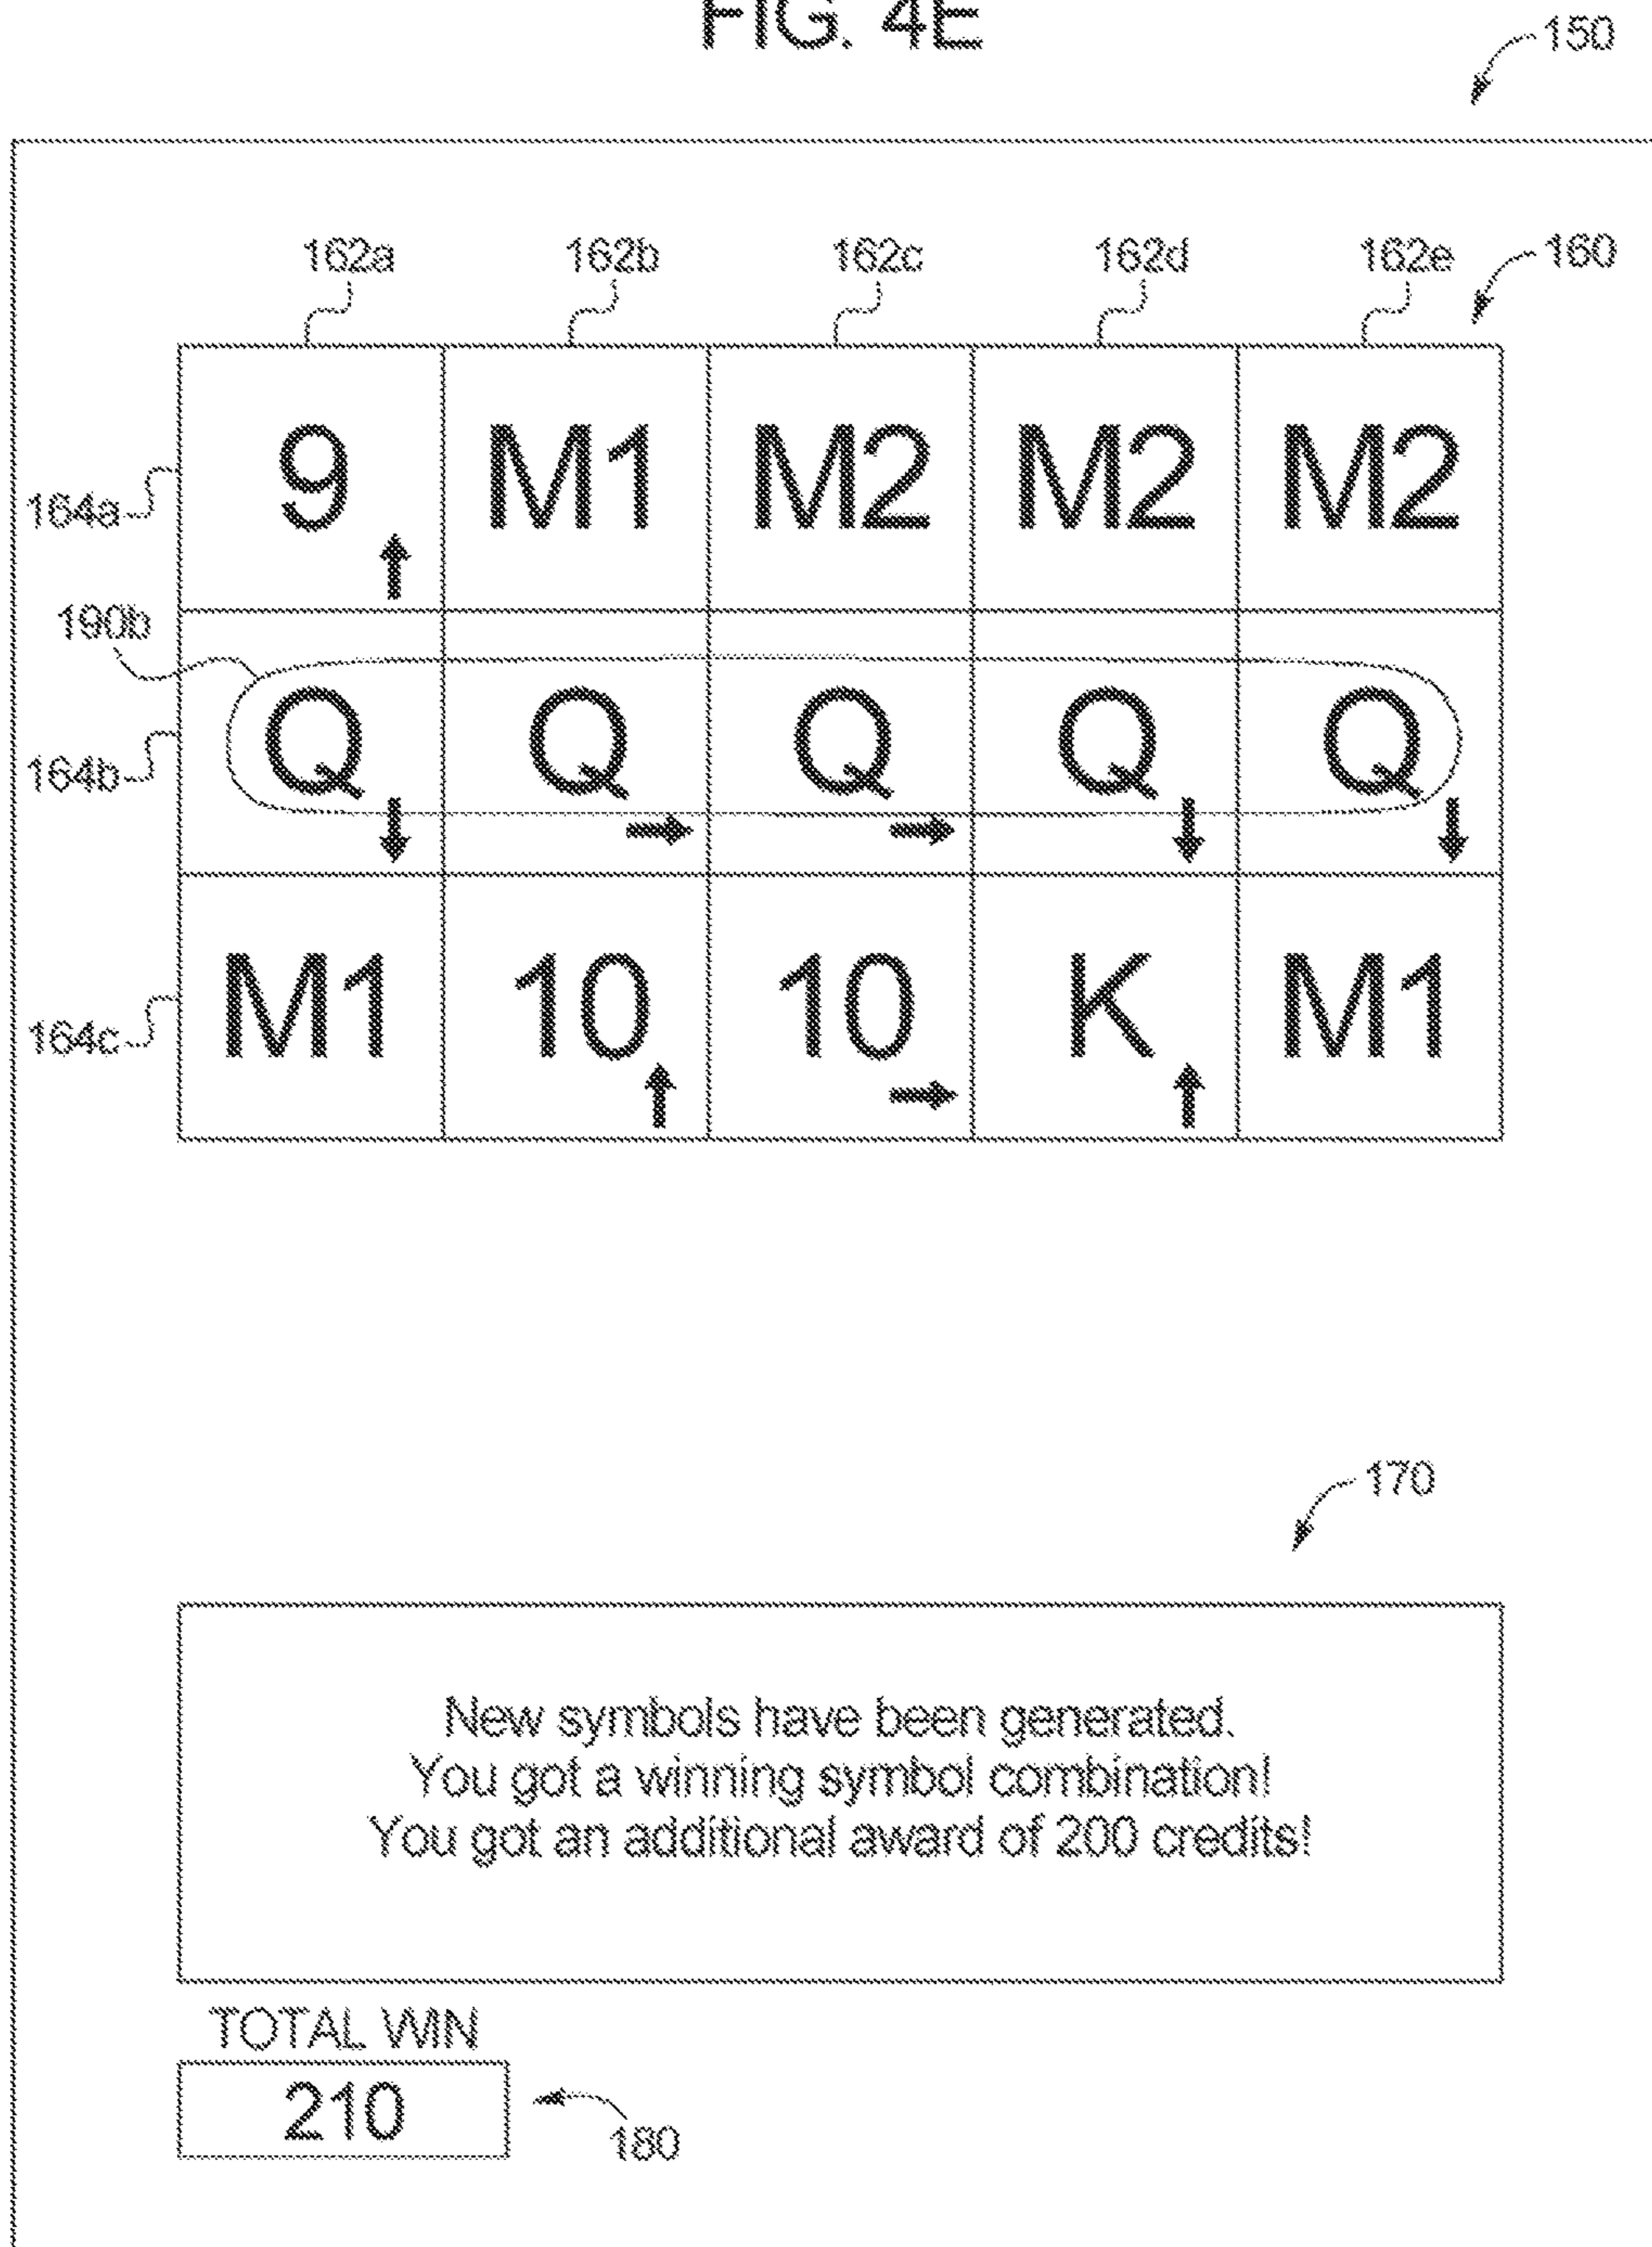 FIG. 4E
150
162a 162b 162c 162d 162e 160
164a 9 M1 M2 M2 M2
190b
164b Q Q Q Q Q
164c M1 10 10 K M1
170
New symbols have been generated.
You got a winning symbol combination!
You got an additional award of 200 credits!
TOTAL WIN
210
180